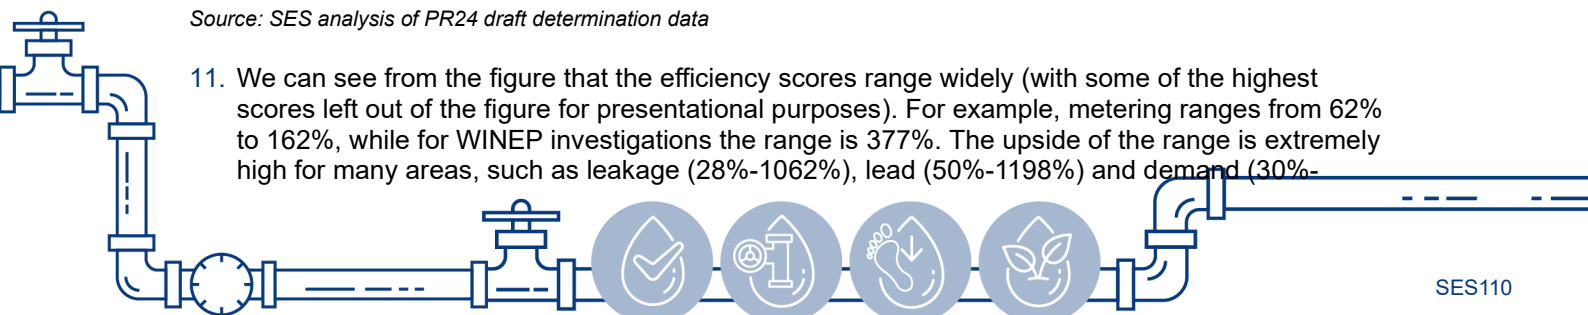 Source: SES analysis of PR24 draft determination data
11. We can see from the figure that the efficiency scores range widely (with some of the highest
scores left out of the figure for presentational purposes). For example, metering ranges from 62%
to 162%, while for WINEP investigations the range is 377%. The upside of the range is extremely
high for many areas, such as leakage (28%-1062%), lead (50%-1198%) and demand (30%-
SES110